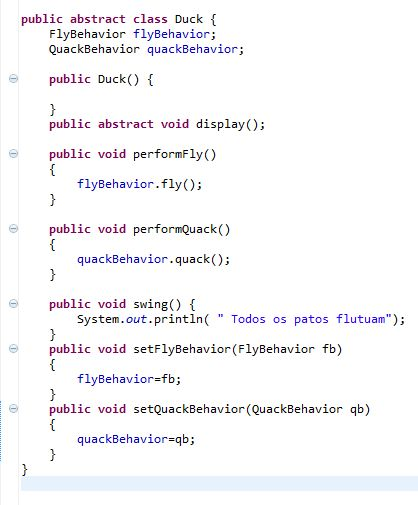 public abstract class Duck {
    FlyBehavior flyBehavior;
    QuackBehavior quackBehavior;
    public Duck() {
    }
    public abstract void display();
    public void performFly()
    {
        flyBehavior.fly();
    }
    public void performQuack()
    {
        quackBehavior.quack();
    }
    public void swing() {
        System.out.println( " Todos os patos flutuam");
    }
    public void setFlyBehavior(FlyBehavior fb)
    {
        flyBehavior=fb;
    }
    public void setQuackBehavior(QuackBehavior qb)
    {
        quackBehavior=qb;
    }
}